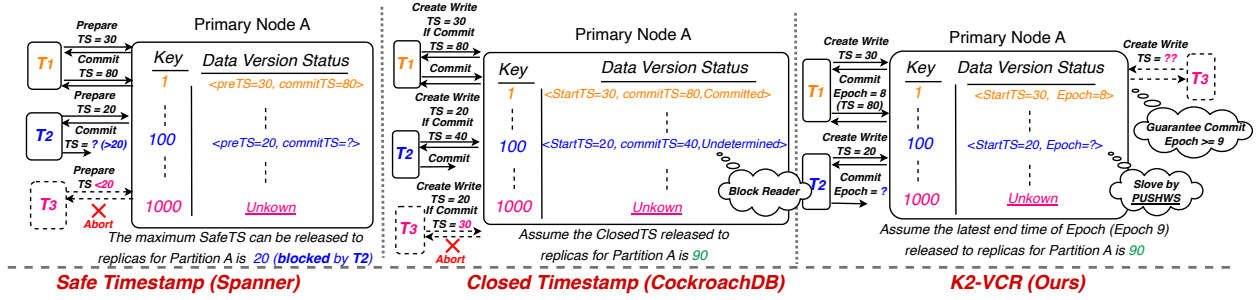 Prepare
TS = 30
Commit
TS = 80
Prepare
TS = 20
Commit
TS = ? (>20)
Prepare
TS <20
Abort
T1
T2
T3
Primary Node A
Key
Data Version Status
1
<preTS=30, commitTS=80>
100
<preTS=20, commitTS=?>
1000
Unkown
The maximum SafeTS can be released to
replicas for Partition A is 20 (blocked by T2)
Safe Timestamp (Spanner)
Create Write
TS = 30
If Commit
TS = 80
Commit
Create Write
TS = 20
If Commit
TS = 40
Commit
Create Write
TS = 20
If Commit
TS = 30
Abort
T1
T2
T3
Primary Node A
Key
Data Version Status
1
<StartTS=30, commitTS=80,Committed>
100
<StartTS=20, commitTS=40,Undetermined>
1000
Unkown
Block Reader
Assume the ClosedTS released to
replicas for Partition A is 90
Closed Timestamp (CockroachDB)
Create Write
TS = 30
Commit
Epoch=8
(TS = 80)
Create Write
TS = 20
Commit
Epoch = ?
T1
T2
Primary Node A
Key
Data Version Status
1
<StartTS=30, Epoch=8>
100
<StartTS=20, Epoch=?>
1000
Unkown
Create Write
TS = ??
T3
Guarantee Commit
Epoch >= 9
Slove by
PUSHWS
Assume the latest end time of Epoch (Epoch 9)
released to replicas for Partition A is 90
K2-VCR (Ours)